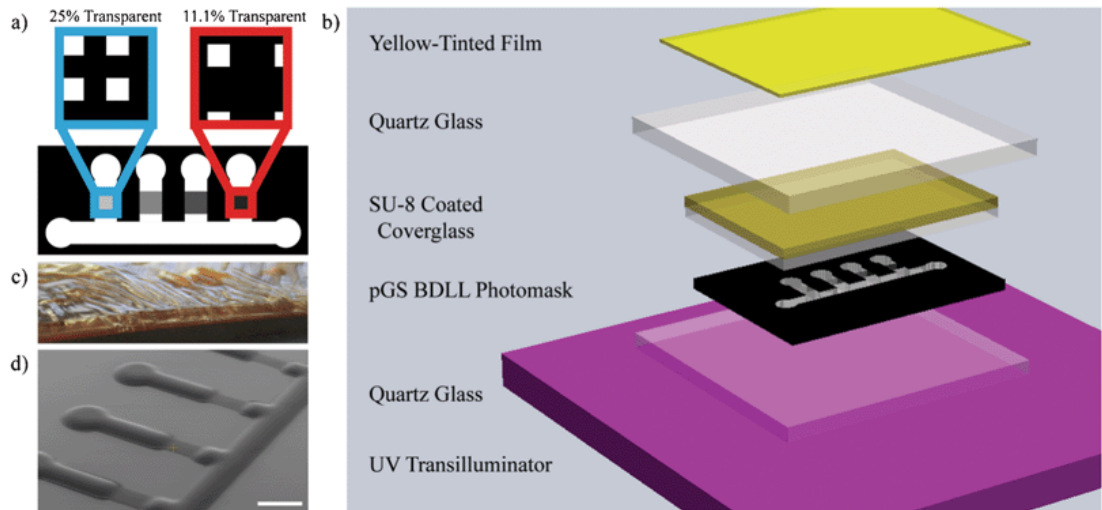 a)
25% Transparent
11.1% Transparent
b)
Yellow-Tinted Film
Quartz Glass
SU-8 Coated
Coverglass
pGS BDLL Photomask
Quartz Glass
UV Transilluminator
c)
d)